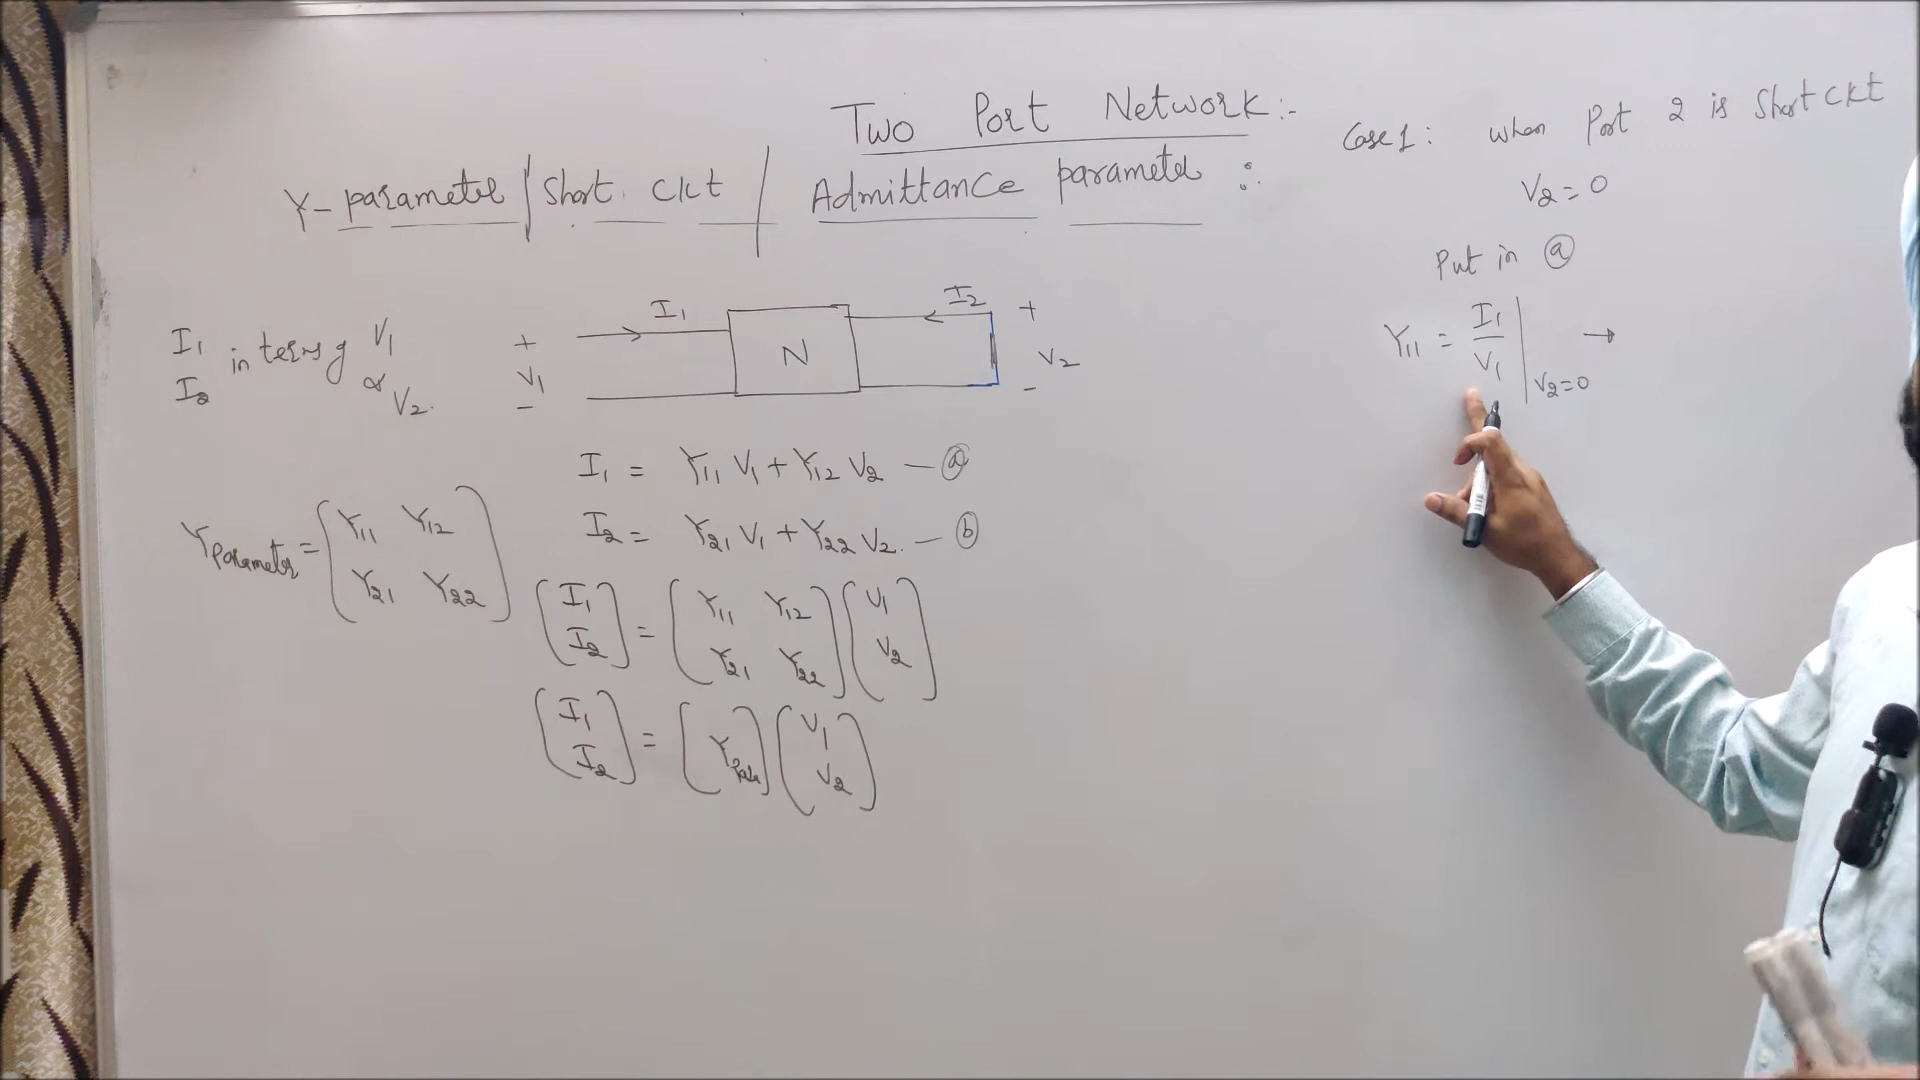 Two Port Network:-
Y-parameter / Short ckt / Admittance parameter :.
I1
I2 in terms of V1 & V2.
I1 I2
+ V1 - N + V2 -
I1 = Y11 V1 + Y12 V2 — (a)
I2 = Y21 V1 + Y22 V2. — (b)
Yparameter = (Y11 Y12
Y21 Y22)
(I1
I2) = (Y11 Y12
Y21 Y22) (V1
V2)
(I1
I2) = [Ypara] (V1
V2)
Case 1: when Port 2 is Short ckt
V2 = 0
Put in (a)
Y11 = I1/V1 | V2=0 →